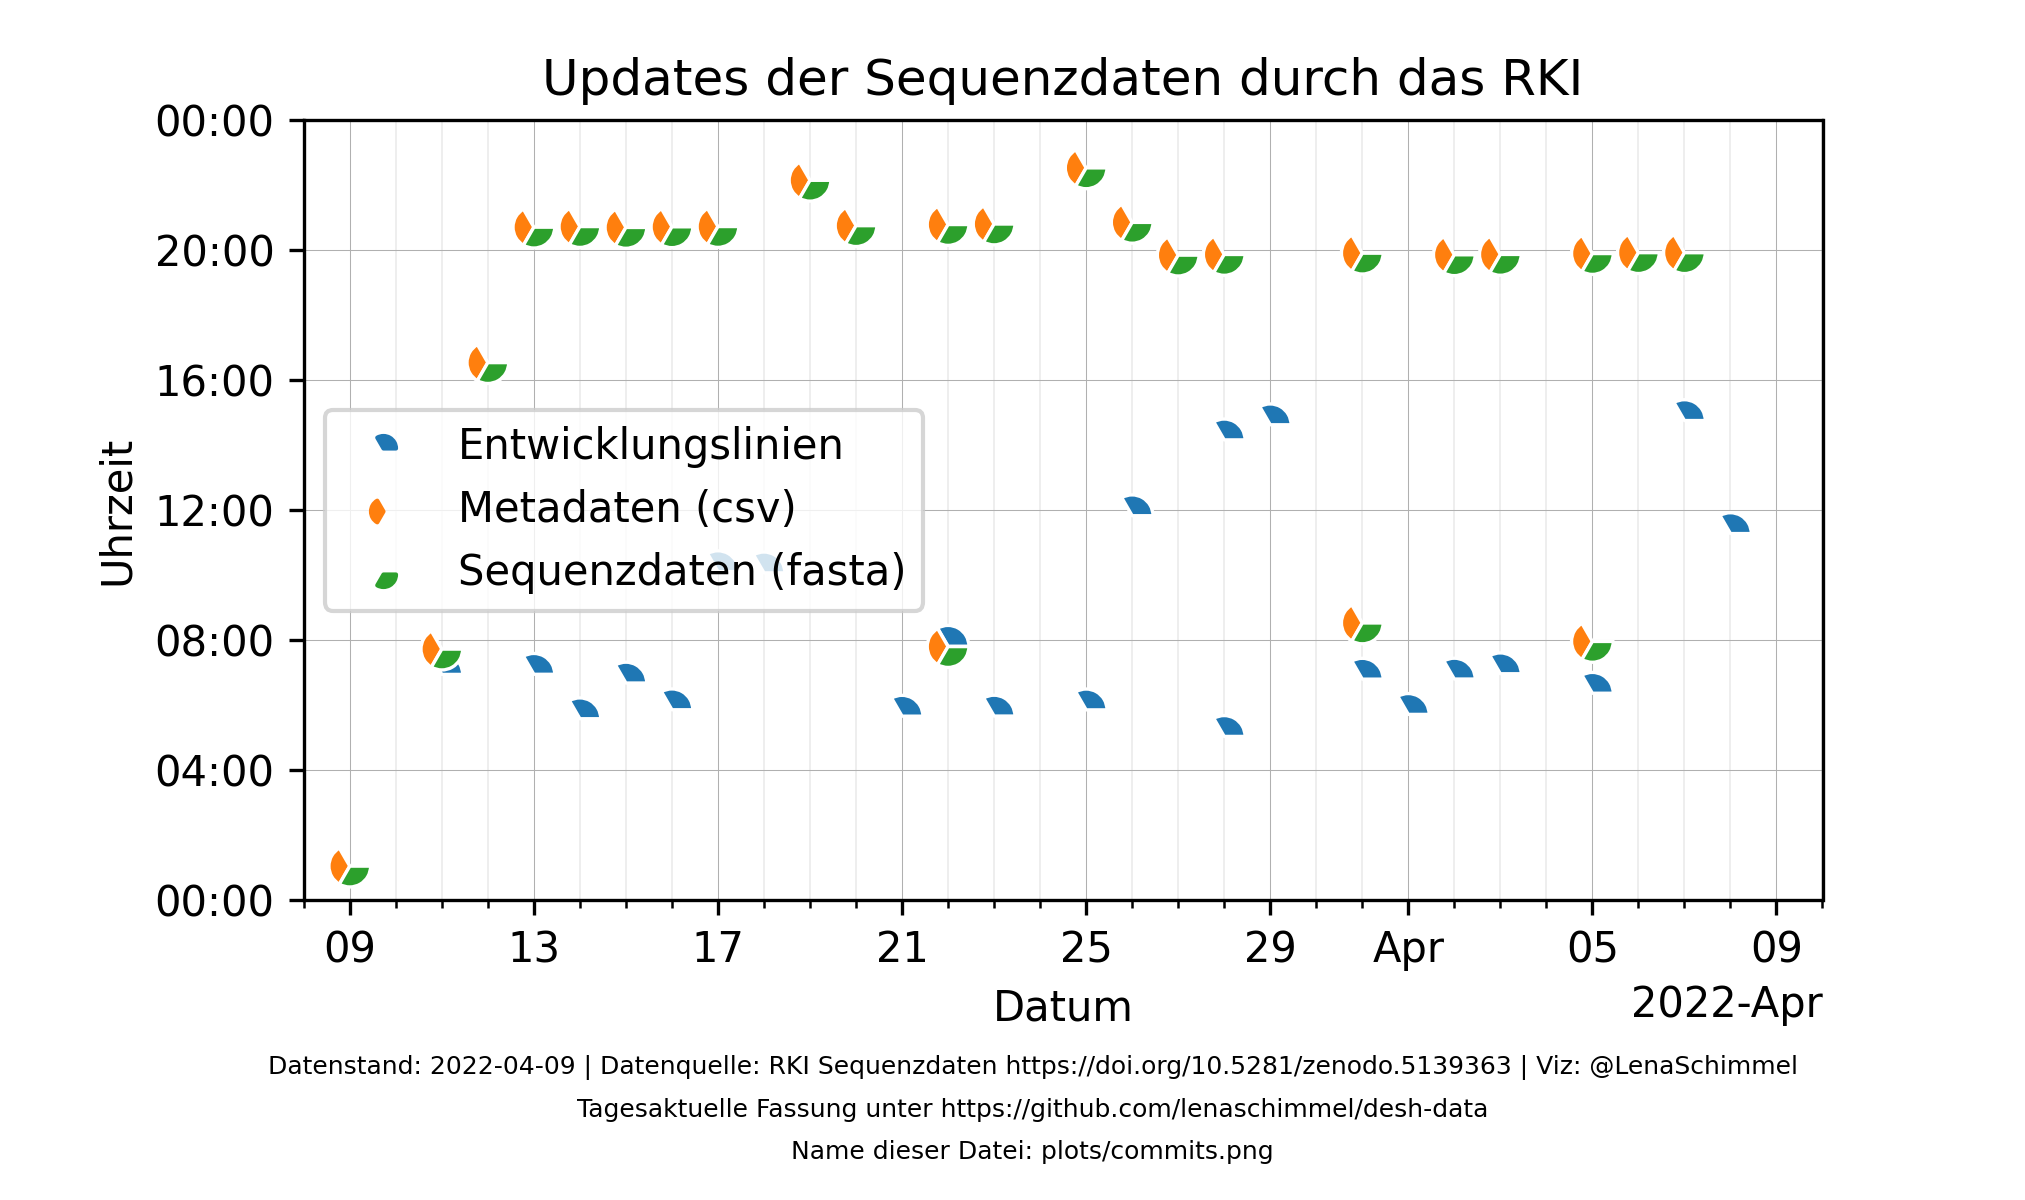 Updates der Sequenzdaten durch das RKI
00:00
20:00
16:00
12:00
08:00
04:00
00:00
Uhrzeit
Entwicklungslinien
Metadaten (csv)
Sequenzdaten (fasta)
09 13 17 21 25 29 Apr 05 09
Datum
2022-Apr
Datenstand: 2022-04-09 | Datenquelle: RKI Sequenzdaten https://doi.org/10.5281/zenodo.5139363 | Viz: @LenaSchimmel
Tagesaktuelle Fassung unter https://github.com/lenaschimmel/desh-data
Name dieser Datei: plots/commits.png